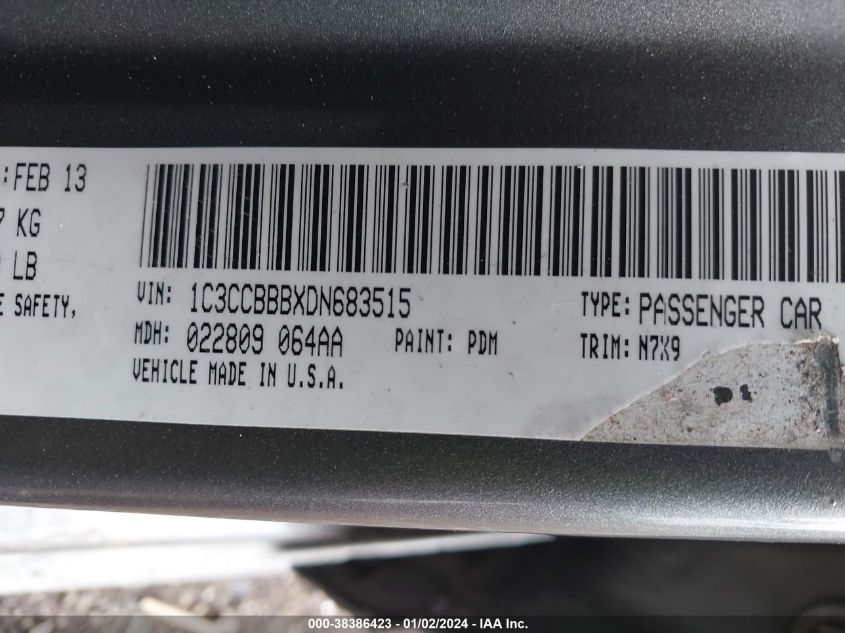 :FEB 13
7 KG
LB
E SAFETY,
VIN: 1C3CCBBBXDN683515
TYPE: PASSENGER CAR
MDH: 022809 064AA
PAINT: PDM
TRIM: N7X9
VEHICLE MADE IN U.S.A.
000-38386423 - 01/02/2024 - IAA Inc.